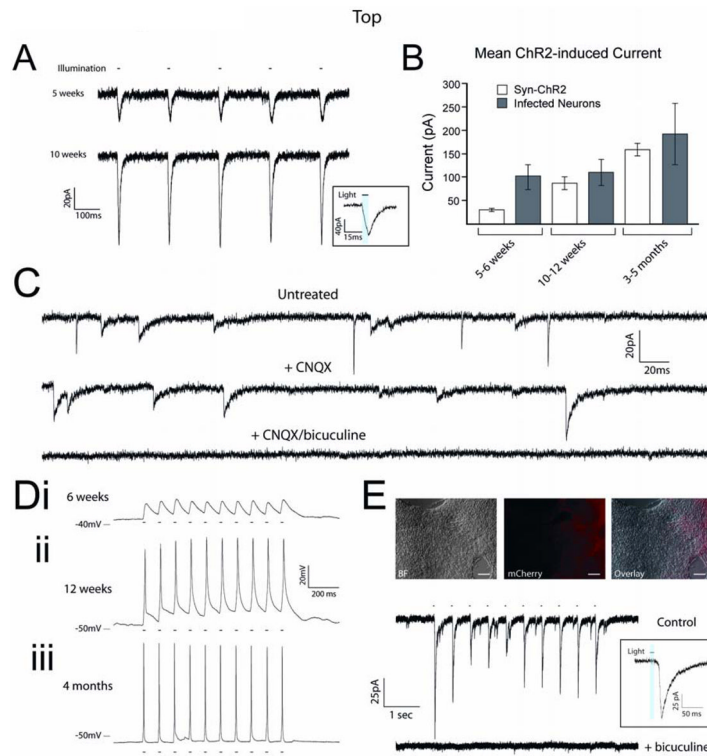 Top
A
Illumination
5 weeks
10 weeks
20pA
100ms
Light
40pA
15ms
B
Mean ChR2-induced Current
Syn-ChR2
Infected Neurons
Current (pA)
300
250
200
150
100
50
5-6 weeks
10-12 weeks
3-5 months
C
Untreated
20pA
20ms
+ CNQX
+ CNQX/bicuculine
Di
6 weeks
-40mV
ii
12 weeks
20mV
200 ms
-50mV
iii
4 months
-50mV
E
BF
mCherry
Overlay
Control
25pA
1 sec
Light
25 pA
50 ms
+ bicuculine